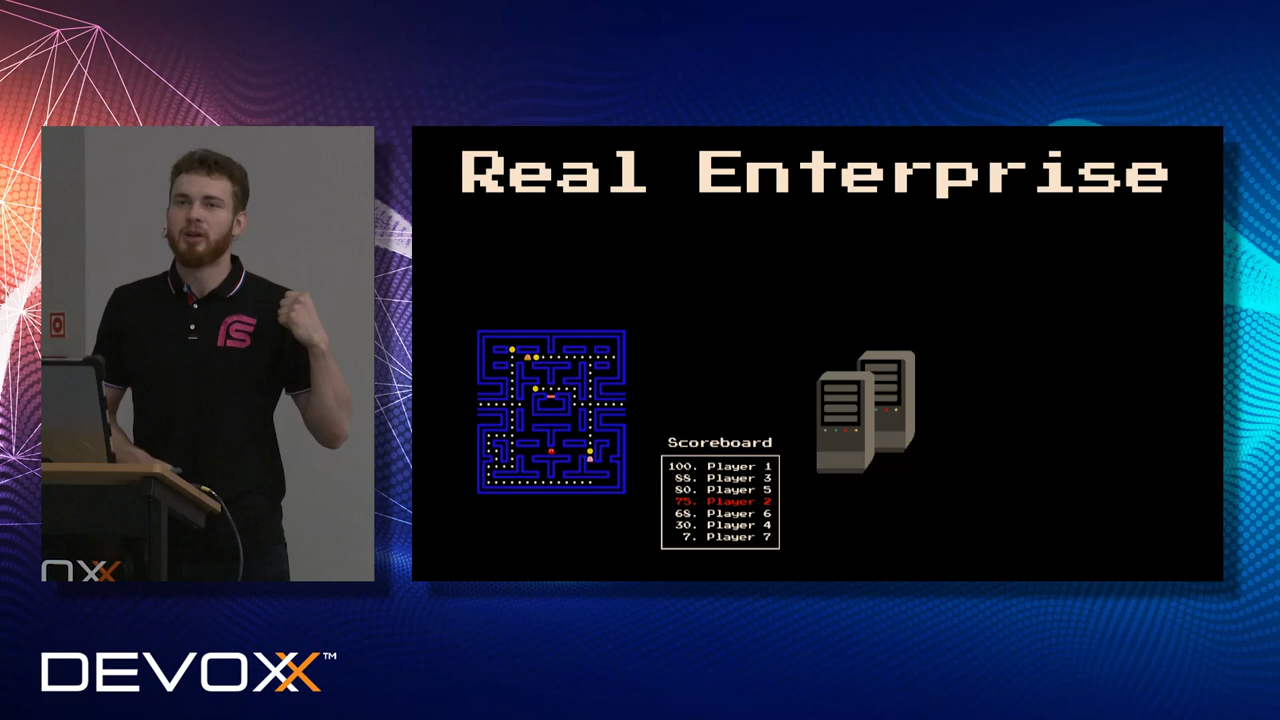 Real Enterprise
Scoreboard
100. Player 1
88. Player 3
80. Player 5
75. Player 2
68. Player 6
30. Player 4
7. Player 7
DEVOXX™